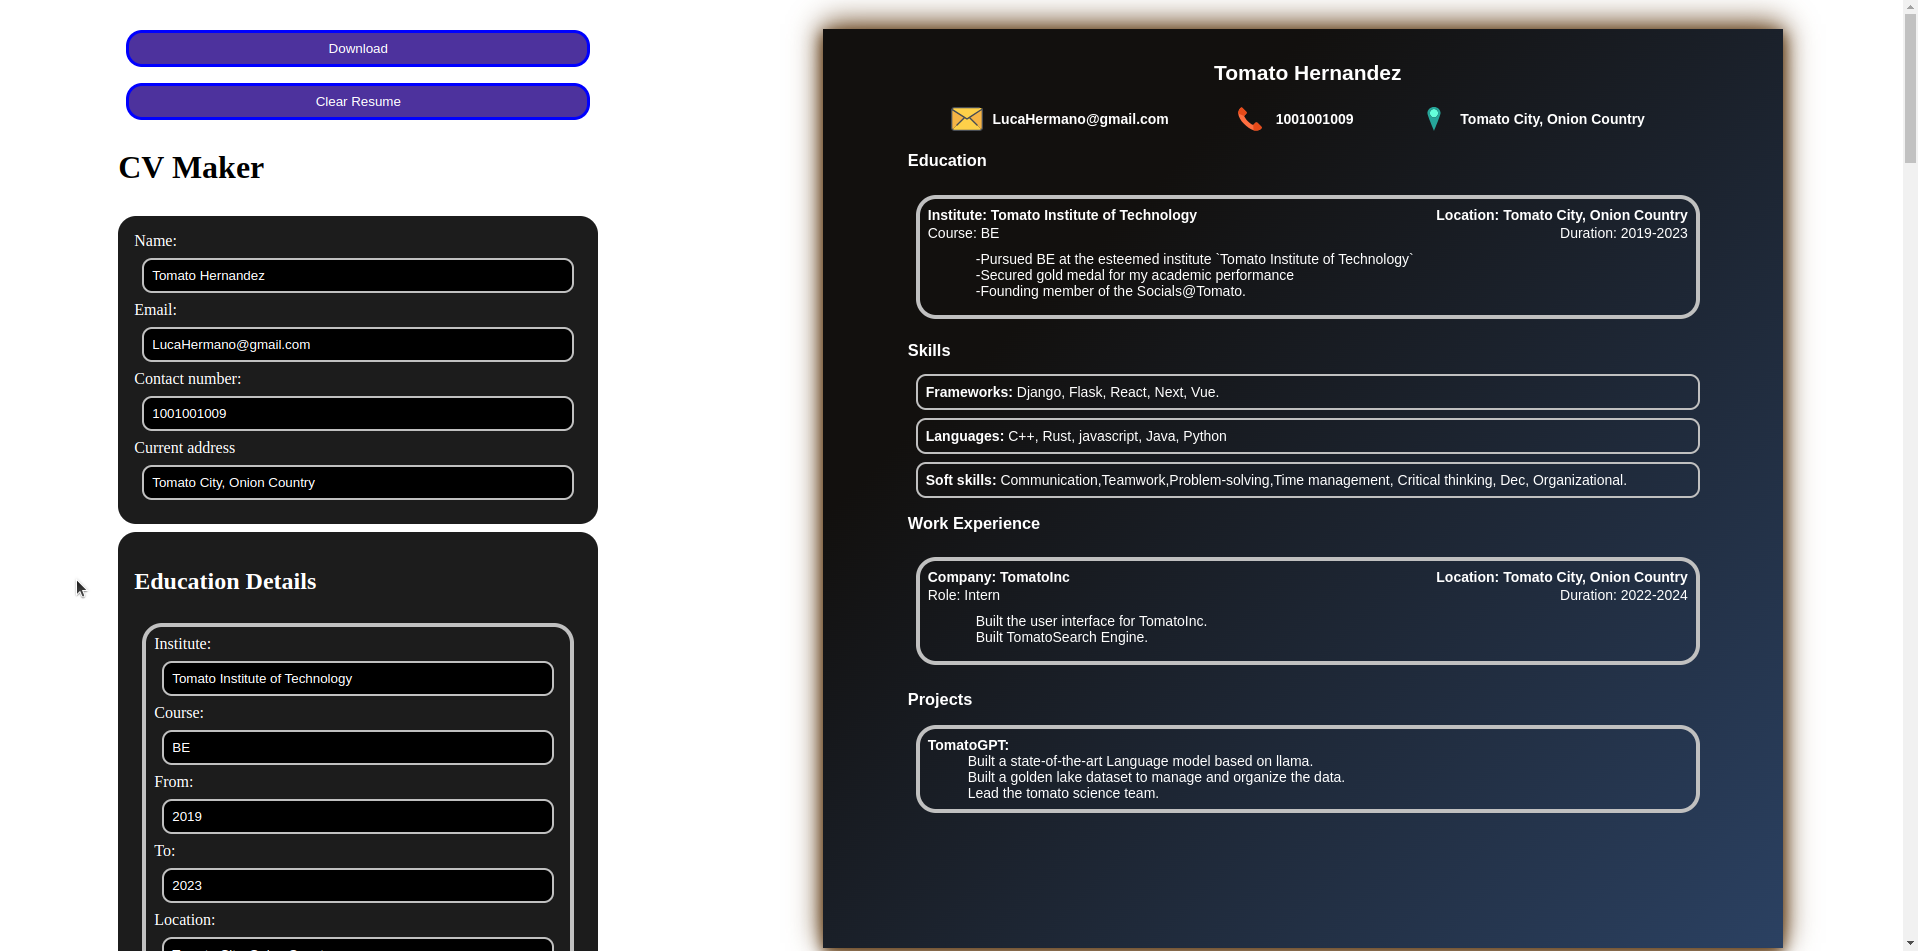 Download
Clear Resume
CV Maker
Name:
Tomato Hernandez
Email:
LucaHermano@gmail.com
Contact number:
1001001009
Current address
Tomato City, Onion Country
Education Details
Institute:
Tomato Institute of Technology
Course:
BE
From:
2019
To:
2023
Location:
Tomato Hernandez
LucaHermano@gmail.com 1001001009 Tomato City, Onion Country
Education
Institute: Tomato Institute of Technology Location: Tomato City, Onion Country
Course: BE Duration: 2019-2023
-Pursued BE at the esteemed institute `Tomato Institute of Technology`
-Secured gold medal for my academic performance
-Founding member of the Socials@Tomato.
Skills
Frameworks: Django, Flask, React, Next, Vue.
Languages: C++, Rust, javascript, Java, Python
Soft skills: Communication,Teamwork,Problem-solving,Time management, Critical thinking, Dec, Organizational.
Work Experience
Company: TomatoInc Location: Tomato City, Onion Country
Role: Intern Duration: 2022-2024
Built the user interface for TomatoInc.
Built TomatoSearch Engine.
Projects
TomatoGPT:
Built a state-of-the-art Language model based on llama.
Built a golden lake dataset to manage and organize the data.
Lead the tomato science team.